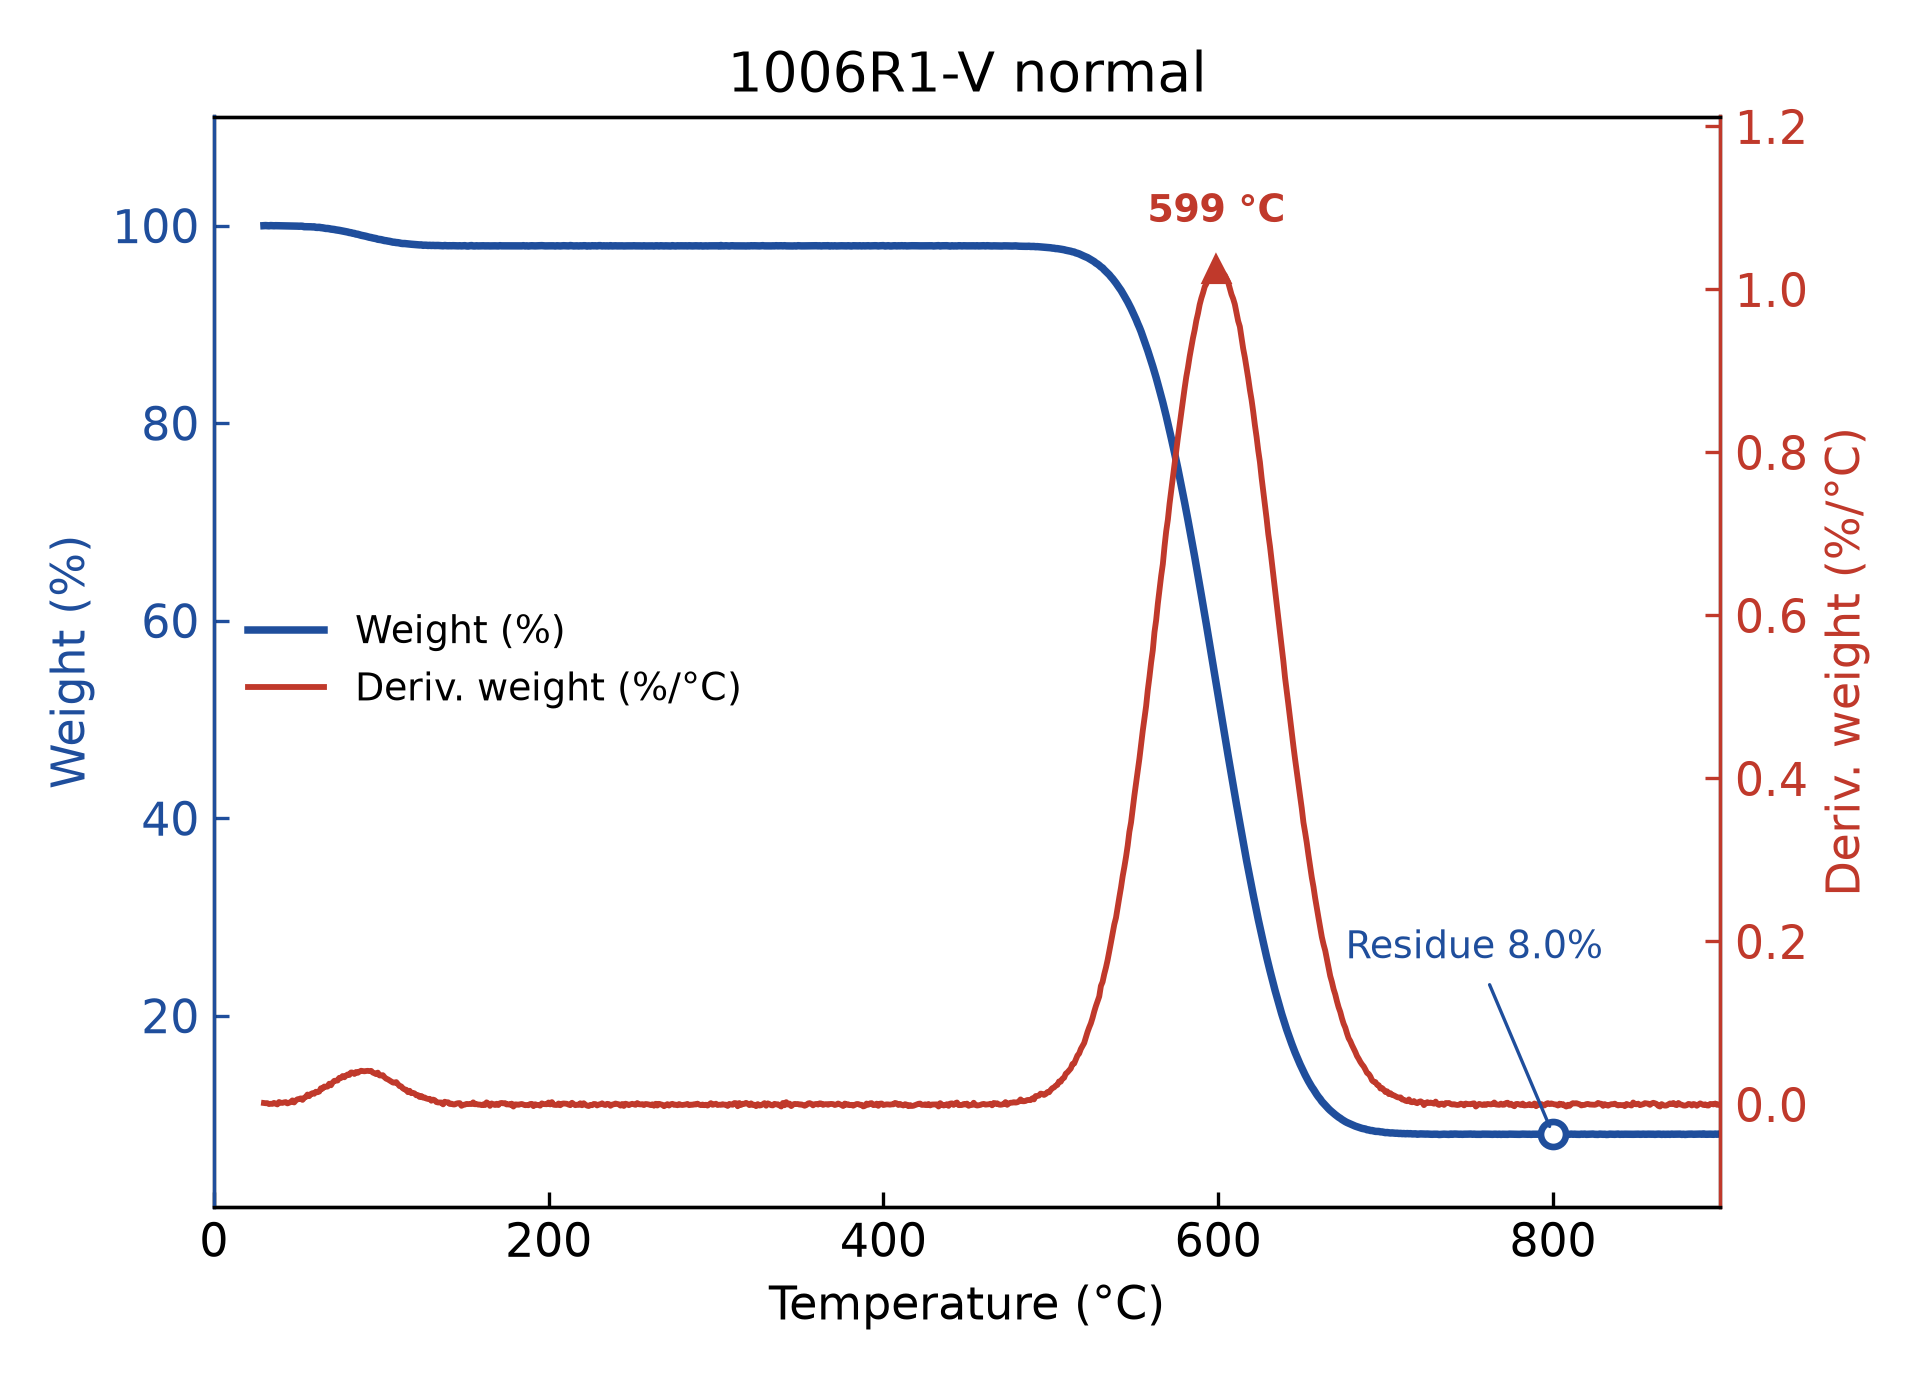 1006R1-V normal
599 °C
Weight (%)
100
80
60
40
20
1.2
1.0
0.8
0.6
0.4
0.2
0.0
Deriv. weight (%/°C)
Weight (%)
Deriv. weight (%/°C)
Residue 8.0%
0
200
400
600
800
Temperature (°C)